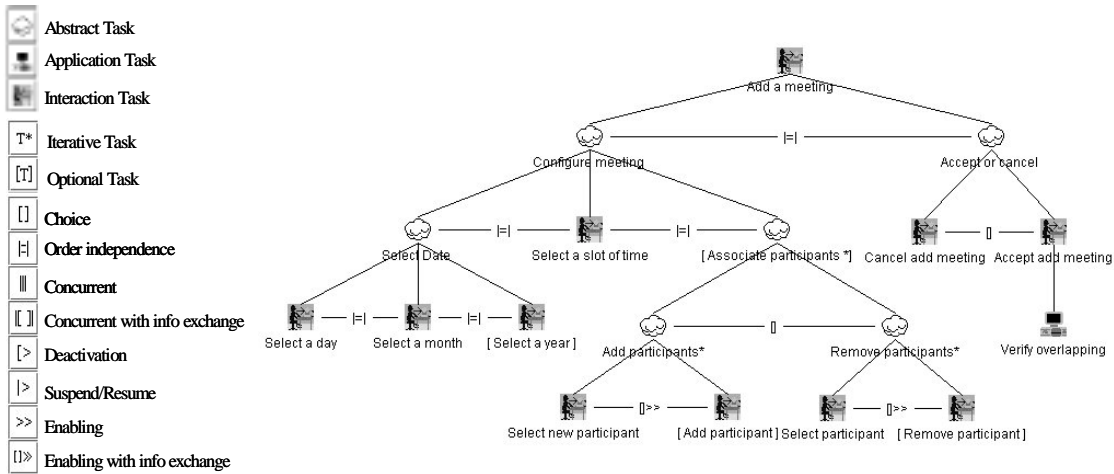 Abstract Task
Application Task
Interaction Task
T* Iterative Task
[T] Optional Task
[] Choice
|=| Order independence
||| Concurrent
|[]| Concurrent with info exchange
[> Deactivation
|> Suspend/Resume
>> Enabling
[]>> Enabling with info exchange
Add a meeting
|=|
Configure meeting
Accept or cancel
|=| |=| []
Select Date
Select a slot of time
[ Associate participants *]
Cancel add meeting
Accept add meeting
|=| |=| []
Select a day
Select a month
[ Select a year ]
Add participants*
Remove participants*
Verify overlapping
[]>> []>>
Select new participant
[ Add participant ]
Select participant
[ Remove participant ]